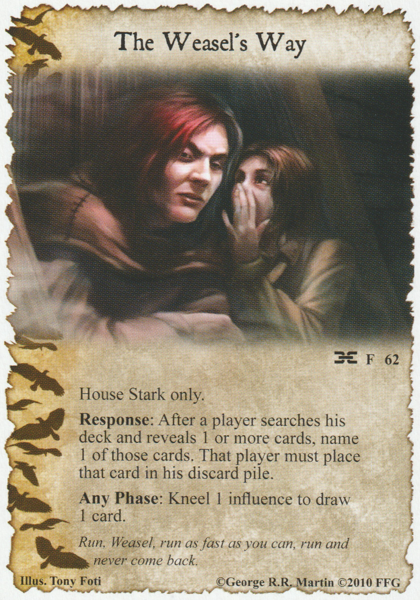 The Weasel's Way
F 62
House Stark only.
Response: After a player searches his
deck and reveals 1 or more cards, name
1 of those cards. That player must place
that card in his discard pile.
Any Phase: Kneel 1 influence to draw
1 card.
Run, Weasel, run as fast as you can, run and
never come back.
Illus. Tony Foti
©George R.R. Martin ©2010 FFG